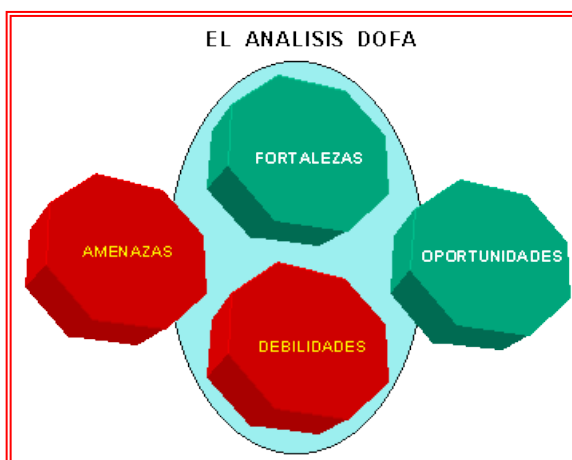 EL ANALISIS DOFA
FORTALEZAS
AMENAZAS
OPORTUNIDADES
DEBILIDADES